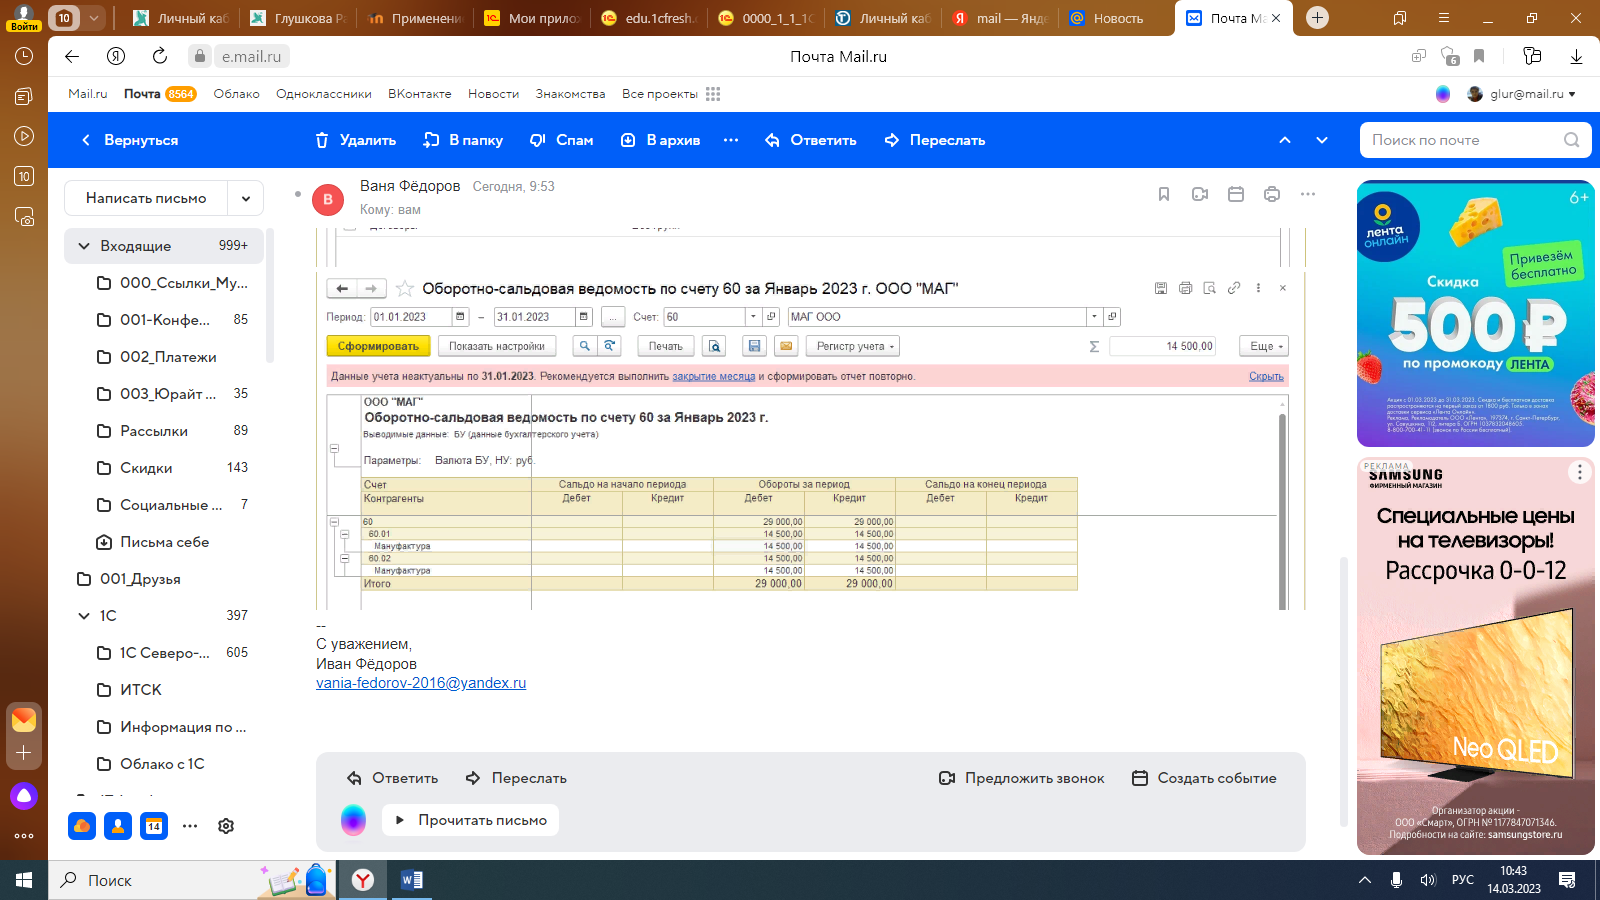 Войти
10
Личный каб
Глушкова Ра
Применени
Мои прило
edu.1cfresh.
0000_1_1_1С
Личный каб
mail — Янде
Новость
Почта Ma
e.mail.ru
Почта Mail.ru
6
Mail.ru
Почта 8564
Облако
Одноклассники
ВКонтакте
Новости
Знакомства
Все проекты
glur@mail.ru
Вернуться
Удалить
В папку
Спам
В архив
Ответить
Переслать
Поиск по почте
10
Написать письмо
Входящие 999+
000_Ссылки_Му...
001-Конфе... 85
002_Платежи
003_Юрайт ... 35
Рассылки 89
Скидки 143
Социальные ... 7
Письма себе
001_Друзья
1С 397
1С Северо-... 605
ИТСК
Информация по ...
Облако с 1С
14
В
Ваня Фёдоров Сегодня, 9:53
Кому: вам
Оборотно-сальдовая ведомость по счету 60 за Январь 2023 г. ООО "МАГ"
Период: 01.01.2023 – 31.01.2023 ... Счет: 60 МАГ ООО
Сформировать Показать настройки Печать Регистр учета Σ 14 500,00 Еще
Данные учета неактуальны по 31.01.2023. Рекомендуется выполнить закрытие месяца и сформировать отчет повторно. Скрыть
ООО "МАГ"
Оборотно-сальдовая ведомость по счету 60 за Январь 2023 г.
Выводимые данные: БУ (данные бухгалтерского учета)
Параметры: Валюта БУ, НУ: руб.
Счет Сальдо на начало периода Обороты за период Сальдо на конец периода
Контрагенты Дебет Кредит Дебет Кредит Дебет Кредит
60 29 000,00 29 000,00
60.01 14 500,00 14 500,00
Мануфактура 14 500,00 14 500,00
60.02 14 500,00 14 500,00
Мануфактура 14 500,00 14 500,00
Итого 29 000,00 29 000,00
--
С уважением,
Иван Фёдоров
vania-fedorov-2016@yandex.ru
Ответить
Переслать
Предложить звонок
Создать событие
Прочитать письмо
6+
лента
онлайн
Привезём
бесплатно
Скидка
500 ₽
по промокоду ЛЕНТА
РЕКЛАМА
SAMSUNG
ФИРМЕННЫЙ МАГАЗИН
Специальные цены
на телевизоры!
Рассрочка 0-0-12
Neo QLED
Организатор акции -
ООО «Смарт», ОГРН № 1177847071346.
Подробности на сайте: samsungstore.ru
Поиск
РУС
10:43
14.03.2023